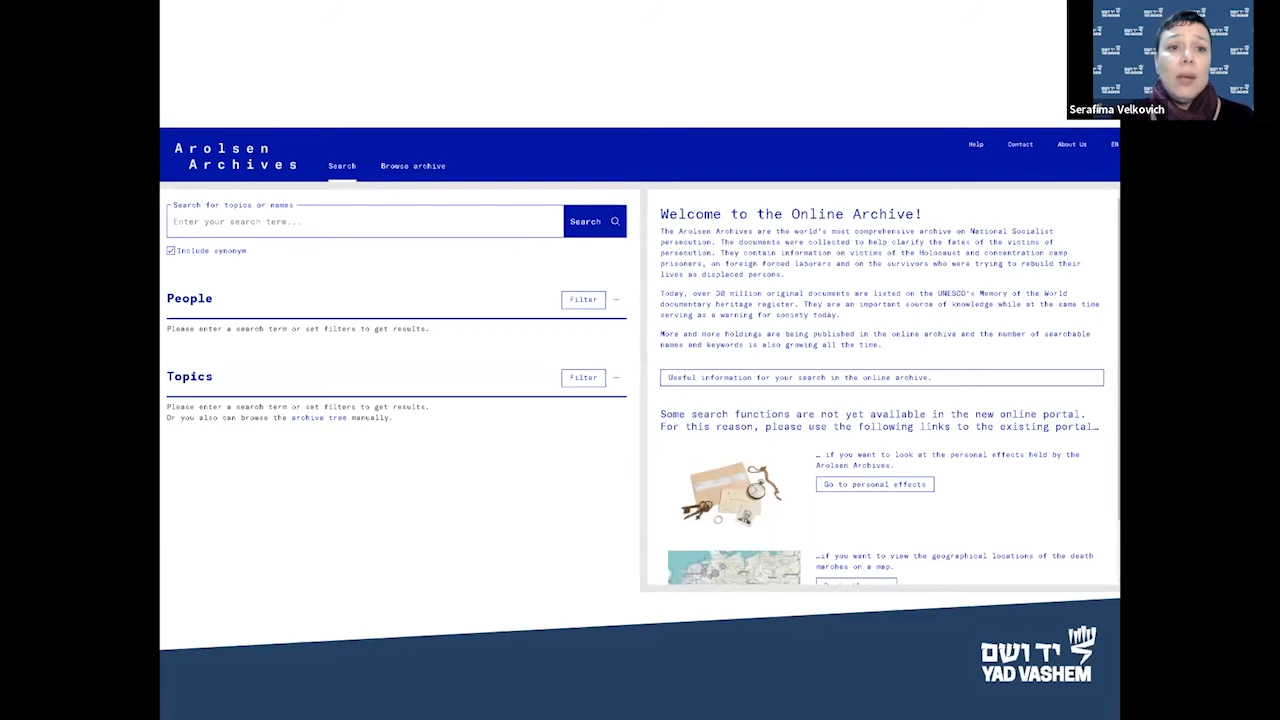 Serafima Velkovich
Arolsen
Archives
Search
Browse archive
Help
Contact
About Us
EN
Search for topics or names
Enter your search term...
Search
Include synonym
People
Filter
Please enter a search term or set filters to get results.
Topics
Filter
Please enter a search term or set filters to get results.
Or you also can browse the archive tree manually.
Welcome to the Online Archive!
The Arolsen Archives are the world's most comprehensive archive on National Socialist
persecution. The documents were collected to help clarify the fates of the victims of
persecution. They contain information on victims of the Holocaust and concentration camp
prisoners, on foreign forced laborers and on the survivors who were trying to rebuild their
lives as displaced persons.
Today, over 30 million original documents are listed on the UNESCO's Memory of the World
documentary heritage register. They are an important source of knowledge while at the same time
serving as a warning for society today.
More and more holdings are being published in the online archive and the number of searchable
names and keywords is also growing all the time.
Useful information for your search in the online archive.
Some search functions are not yet available in the new online portal.
For this reason, please use the following links to the existing portal…
… if you want to look at the personal effects held by the
Arolsen Archives.
Go to personal effects
…if you want to view the geographical locations of the death
marches on a map.
יד ושם
YAD VASHEM